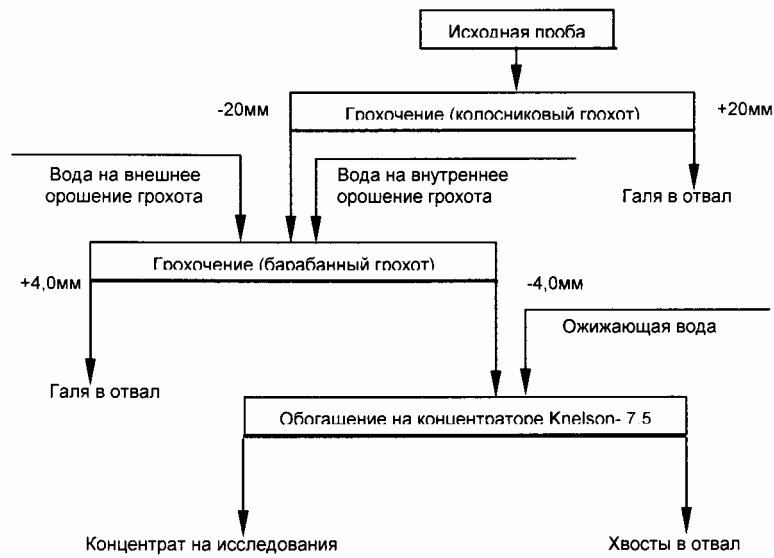 Исходная проба
-20мм
Грохочение (колосниковый грохот)
+20мм
Вода на внешнее
орошение грохота
Вода на внутреннее
орошение грохота
Галя в отвал
Грохочение (барабанный грохот)
+4,0мм
-4,0мм
Ожижающая вода
Галя в отвал
Обогащение на концентраторе Knelson- 7.5
Концентрат на исследования
Хвосты в отвал